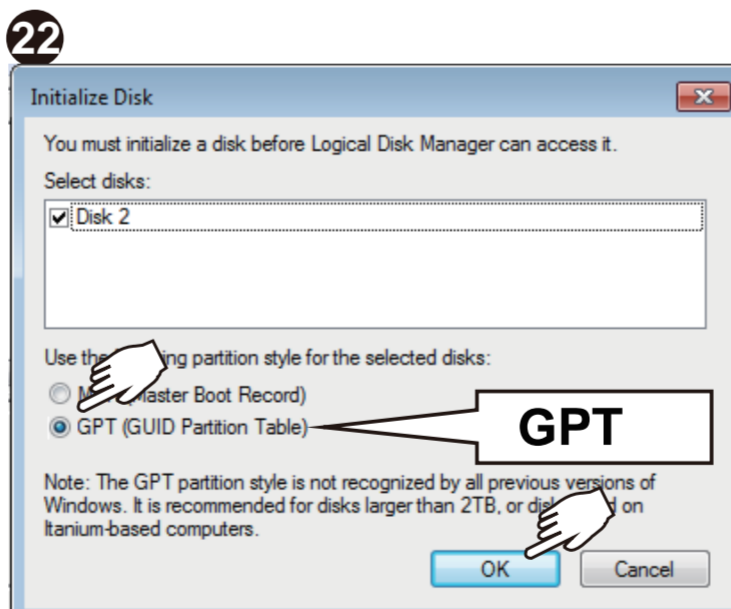 22
Initialize Disk
You must initialize a disk before Logical Disk Manager can access it.
Select disks:
Disk 2
Use the ing partition style for the selected disks:
(Master Boot Record)
GPT (GUID Partition Table)
GPT
Note: The GPT partition style is not recognized by all previous versions of
Windows. It is recommended for disks larger than 2TB, or on
Itanium-based computers.
OK
Cancel